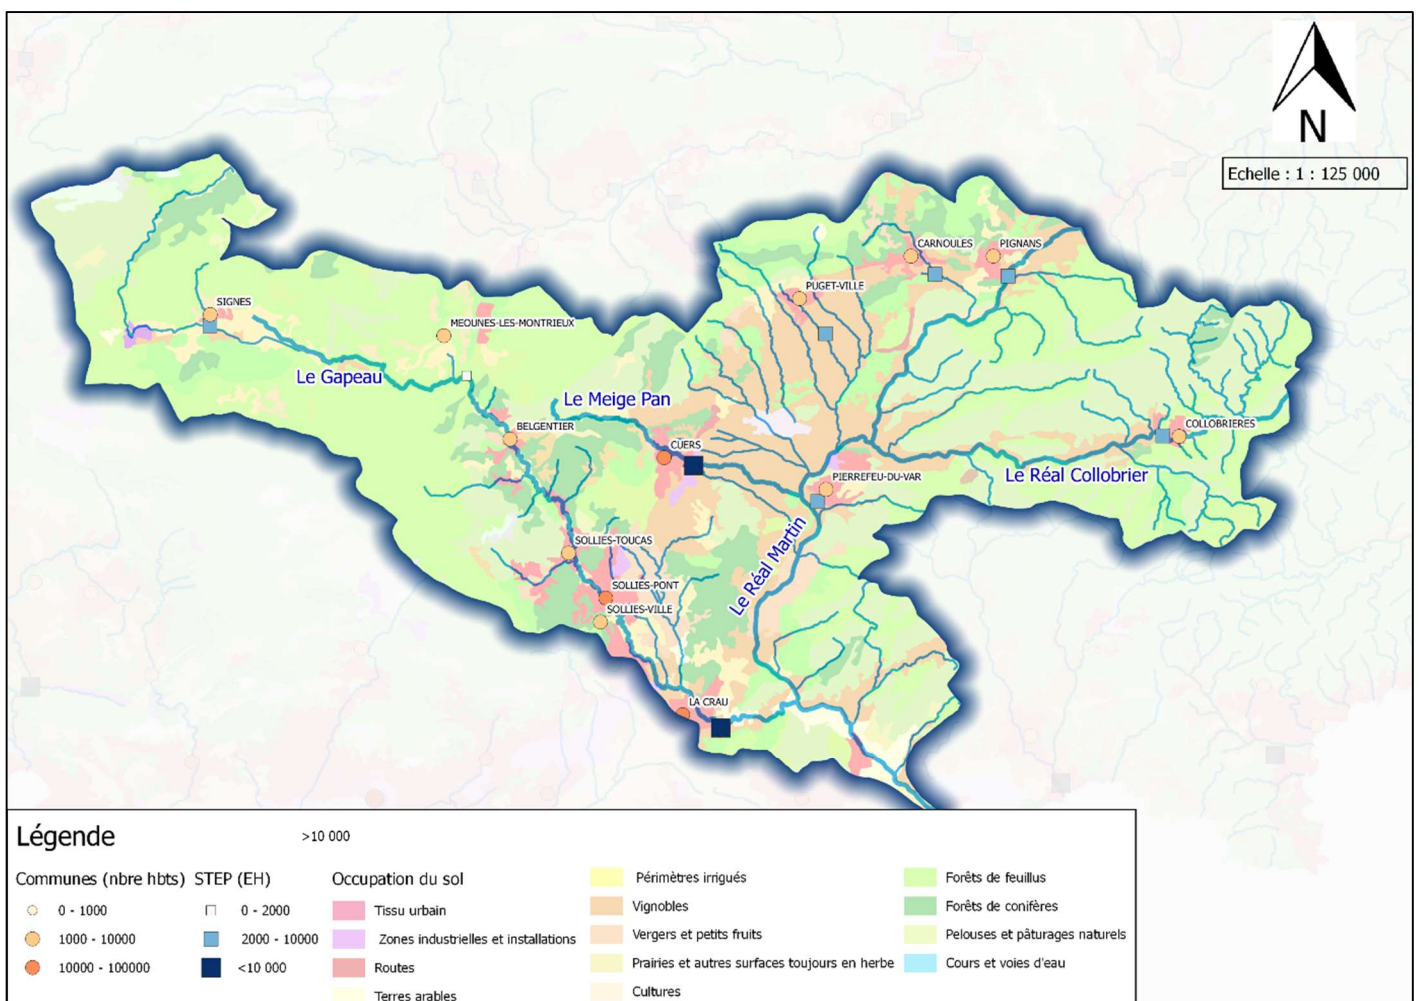 N
Echelle : 1 : 125 000
CARNOULES
PIGNANS
PUGET-VILLE
SIGNES
MEOUNES-LES-MONTRIEUX
Le Gapeau
Le Meige Pan
BELGENTIER
CUERS
COLLOBRIERES
PIERREFEU-DU-VAR
Le Réal Collobrier
Le Réal Martin
SOLLIES-TOUCAS
SOLLIES-PONT
SOLLIES-VILLE
LA CRAU
Légende
>10 000
Communes (nbre hbts)
0 - 1000
1000 - 10000
10000 - 100000
STEP (EH)
0 - 2000
2000 - 10000
<10 000
Occupation du sol
Tissu urbain
Zones industrielles et installations
Routes
Terres arables
Périmètres irrigués
Vignobles
Vergers et petits fruits
Prairies et autres surfaces toujours en herbe
Cultures
Forêts de feuillus
Forêts de conifères
Pelouses et pâturages naturels
Cours et voies d'eau